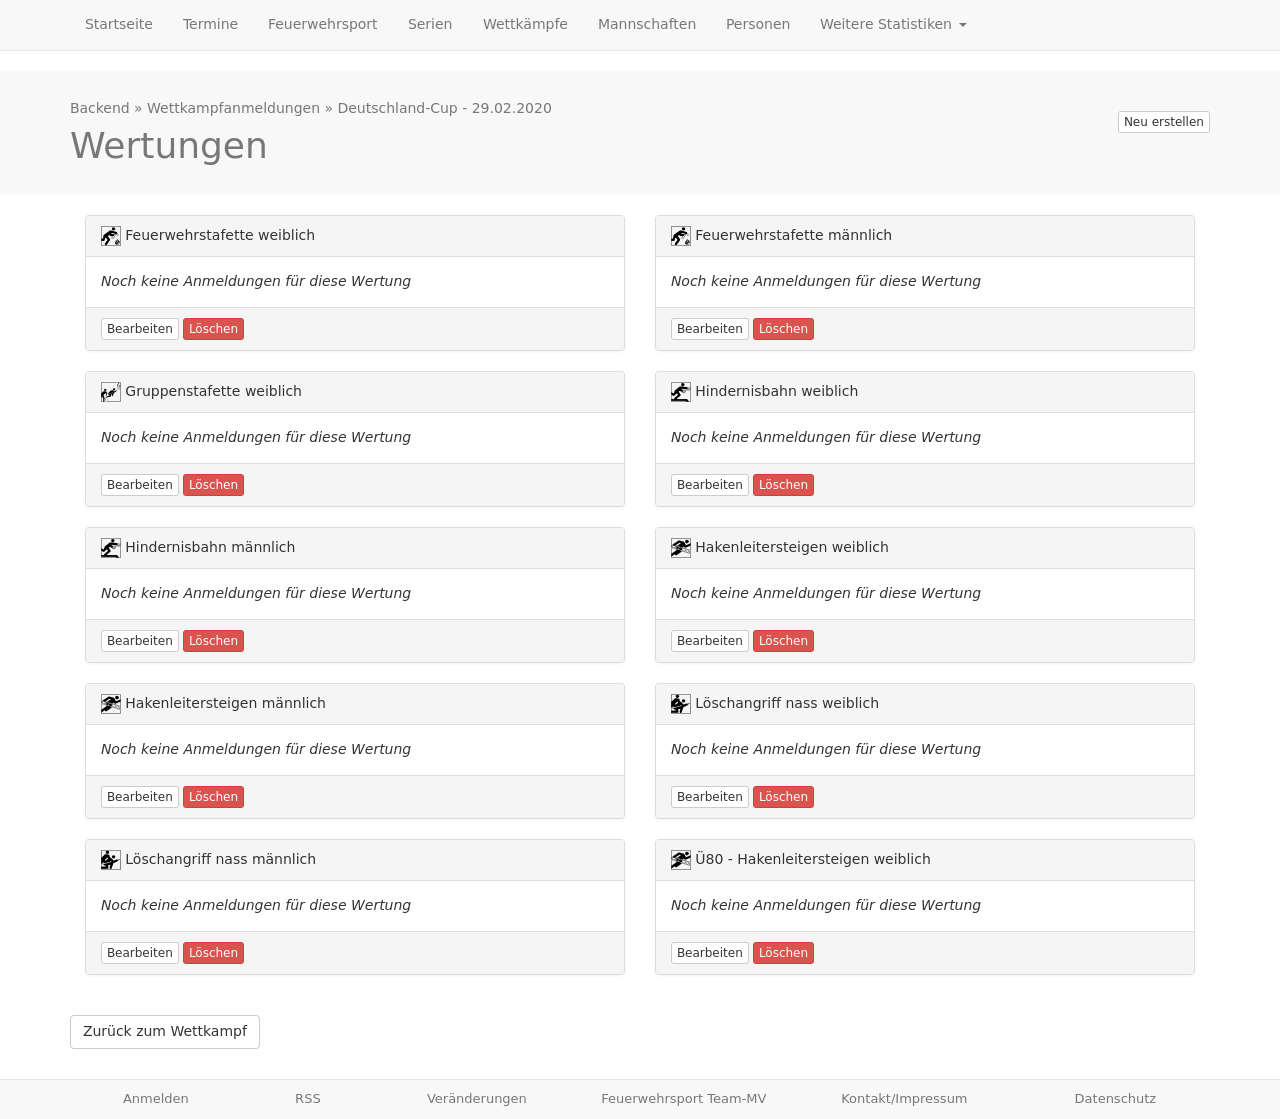 Startseite Termine Feuerwehrsport Serien Wettkämpfe Mannschaften Personen Weitere Statistiken
Backend » Wettkampfanmeldungen » Deutschland-Cup - 29.02.2020
Neu erstellen
Wertungen
Feuerwehrstafette weiblich
Noch keine Anmeldungen für diese Wertung
Bearbeiten Löschen
Feuerwehrstafette männlich
Noch keine Anmeldungen für diese Wertung
Bearbeiten Löschen
Gruppenstafette weiblich
Noch keine Anmeldungen für diese Wertung
Bearbeiten Löschen
Hindernisbahn weiblich
Noch keine Anmeldungen für diese Wertung
Bearbeiten Löschen
Hindernisbahn männlich
Noch keine Anmeldungen für diese Wertung
Bearbeiten Löschen
Hakenleitersteigen weiblich
Noch keine Anmeldungen für diese Wertung
Bearbeiten Löschen
Hakenleitersteigen männlich
Noch keine Anmeldungen für diese Wertung
Bearbeiten Löschen
Löschangriff nass weiblich
Noch keine Anmeldungen für diese Wertung
Bearbeiten Löschen
Löschangriff nass männlich
Noch keine Anmeldungen für diese Wertung
Bearbeiten Löschen
Ü80 - Hakenleitersteigen weiblich
Noch keine Anmeldungen für diese Wertung
Bearbeiten Löschen
Zurück zum Wettkampf
Anmelden RSS Veränderungen Feuerwehrsport Team-MV Kontakt/Impressum Datenschutz